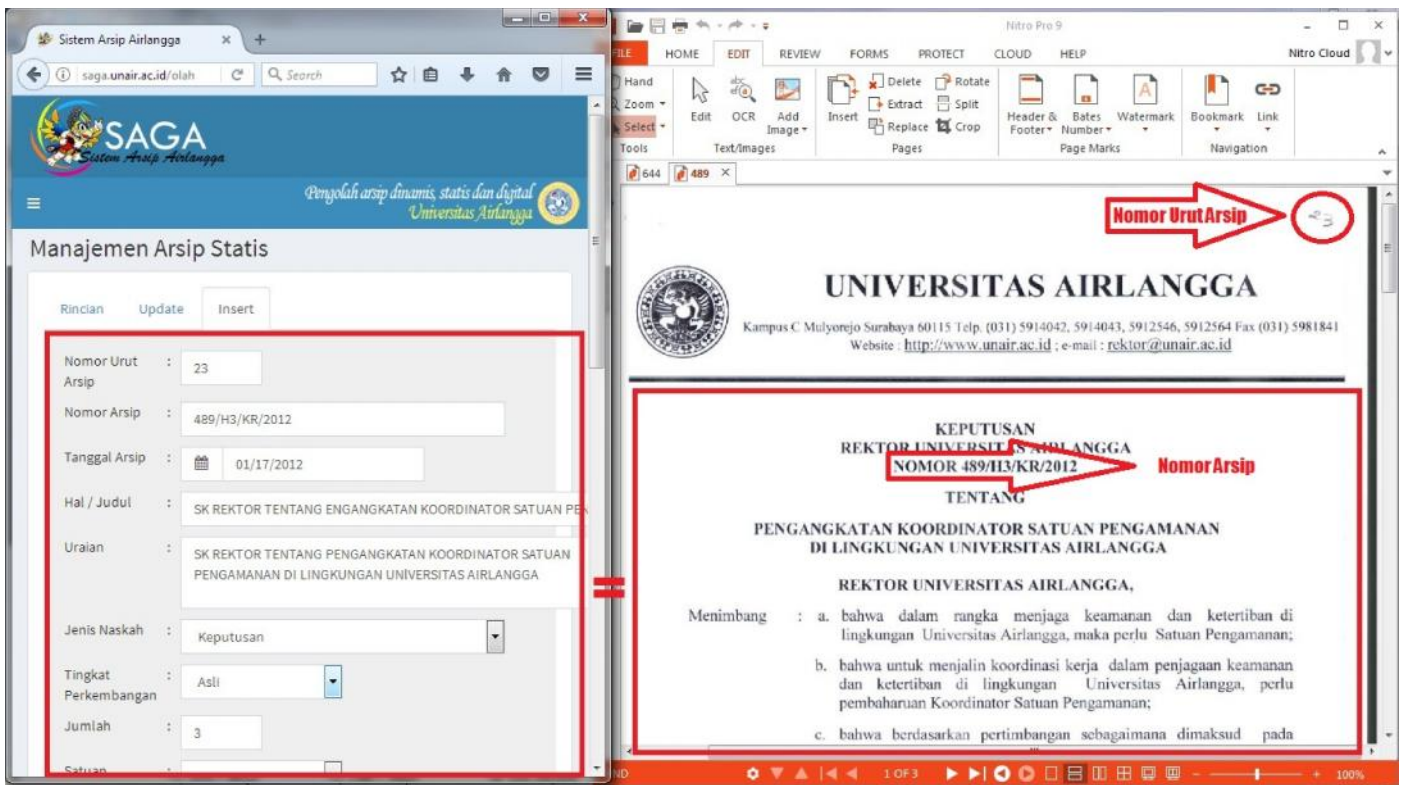 Sistem Arsip Airlangga
saga.unair.ac.id/olah
Search
SAGA
Sistem Arsip Airlangga
Pengolah arsip dinamis, statis dan digital
Universitas Airlangga
Manajemen Arsip Statis
Rincian Update Insert
Nomor Urut Arsip : 23
Nomor Arsip : 489/H3/KR/2012
Tanggal Arsip : 01/17/2012
Hal / Judul : SK REKTOR TENTANG ENGANGKATAN KOORDINATOR SATUAN PEN
Uraian : SK REKTOR TENTANG PENGANGKATAN KOORDINATOR SATUAN
PENGAMANAN DI LINGKUNGAN UNIVERSITAS AIRLANGGA
Jenis Naskah : Keputusan
Tingkat Perkembangan : Asli
Jumlah : 3
Satuan
=
Nitro Pro 9
FILE HOME EDIT REVIEW FORMS PROTECT CLOUD HELP
Nitro Cloud
Hand
Zoom
Select
Tools
Edit OCR Add Image
Text/Images
Insert
Delete Rotate
Extract Split
Replace Crop
Pages
Header & Footer Bates Number Watermark
Page Marks
Bookmark Link
Navigation
644 489
Nomor Urut Arsip
23
UNIVERSITAS AIRLANGGA
Kampus C Mulyorejo Surabaya 60115 Telp. (031) 5914042, 5914043, 5912546, 5912564 Fax (031) 5981841
Website : http://www.unair.ac.id ; e-mail : rektor@unair.ac.id
KEPUTUSAN
REKTOR UNIVERSITAS AIRLANGGA
NOMOR 489/H3/KR/2012
Nomor Arsip
TENTANG
PENGANGKATAN KOORDINATOR SATUAN PENGAMANAN
DI LINGKUNGAN UNIVERSITAS AIRLANGGA
REKTOR UNIVERSITAS AIRLANGGA,
Menimbang : a. bahwa dalam rangka menjaga keamanan dan ketertiban di
lingkungan Universitas Airlangga, maka perlu Satuan Pengamanan;
b. bahwa untuk menjalin koordinasi kerja dalam penjagaan keamanan
dan ketertiban di lingkungan Universitas Airlangga, perlu
pembaharuan Koordinator Satuan Pengamanan;
c. bahwa berdasarkan pertimbangan sebagaimana dimaksud pada
1 OF 3
100%